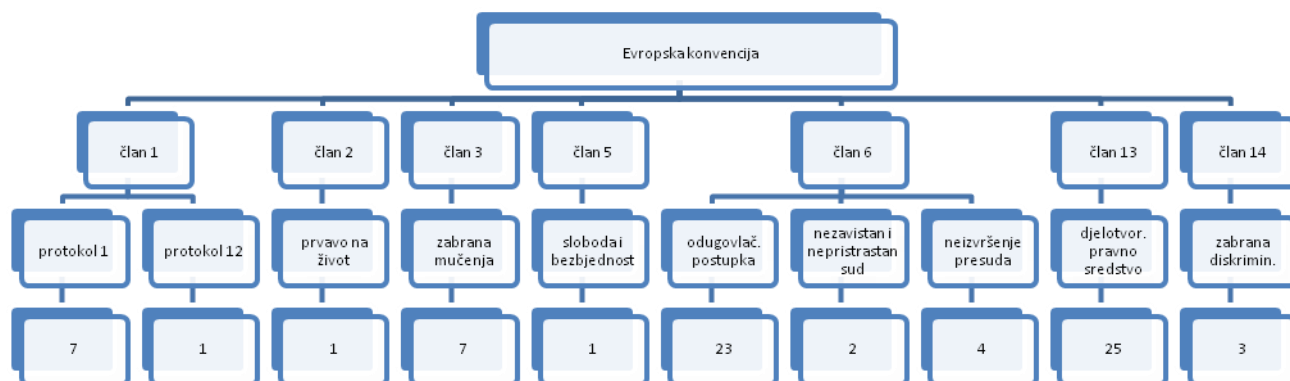 Evropska konvencija
član 1
član 2
član 3
član 5
član 6
član 13
član 14
protokol 1
protokol 12
prvavo na
život
zabrana
mučenja
sloboda i
bezbjednost
odugovlač.
postupka
nezavistan i
nepristrastan
sud
neizvršenje
presuda
djelotvor.
pravno
sredstvo
zabrana
diskrimin.
7
1
1
7
1
23
2
4
25
3